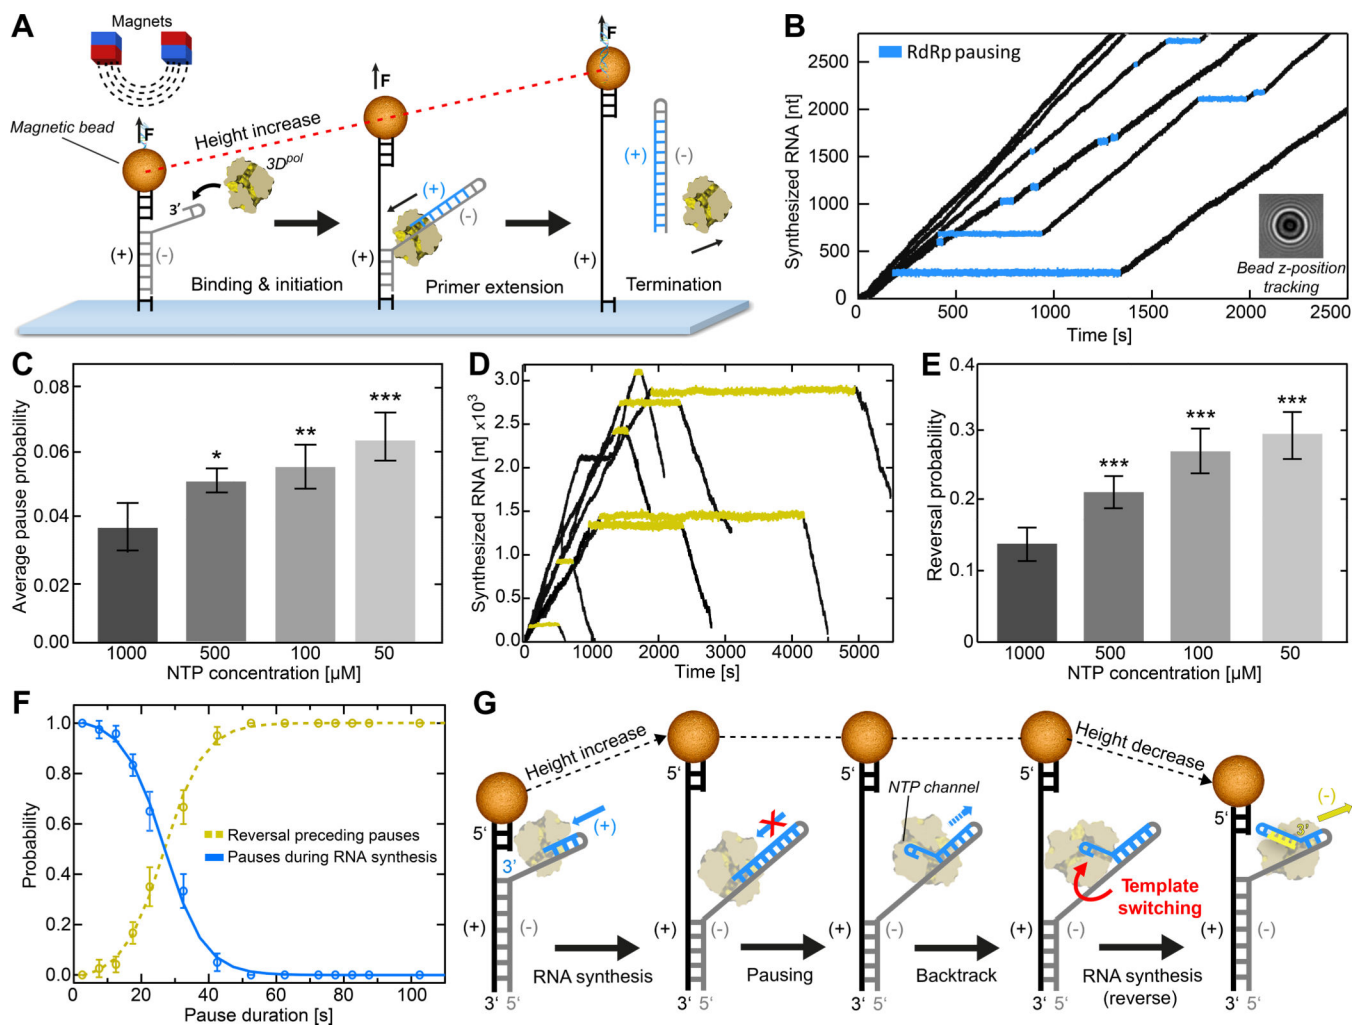 A
Magnets
F
Magnetic bead
Height increase
3D^pol
3'
(+)
(-)
Binding & initiation
F
(+)
(-)
(+)
Primer extension
F
(+)
(-)
(+)
Termination
B
RdRp pausing
Synthesized RNA [nt]
2500
2000
1500
1000
500
0
500
1000
1500
2000
2500
Time [s]
Bead z-position
tracking
C
Average pause probability
0.08
0.06
0.04
0.02
0.00
*
**
***
1000
500
100
50
NTP concentration [µM]
D
Synthesized RNA [nt] x10³
3.0
2.5
2.0
1.5
1.0
0.5
0.0
0
1000
2000
3000
4000
5000
Time [s]
E
Reversal probability
0.4
0.3
0.2
0.1
0
***
***
***
1000
500
100
50
NTP concentration [µM]
F
Probability
1.0
0.8
0.6
0.4
0.2
0.0
Reversal preceding pauses
Pauses during RNA synthesis
0
20
40
60
80
100
Pause duration [s]
G
Height increase
Height decrease
5'
(+)
3'
(+)
(-)
3' 5'
RNA synthesis
5'
(+)
(-)
3' 5'
Pausing
5'
NTP channel
(+)
(-)
3' 5'
Backtrack
5'
Template
switching
(+)
(-)
3' 5'
RNA synthesis
(reverse)
5'
3'
(-)
(+)
(-)
3' 5'